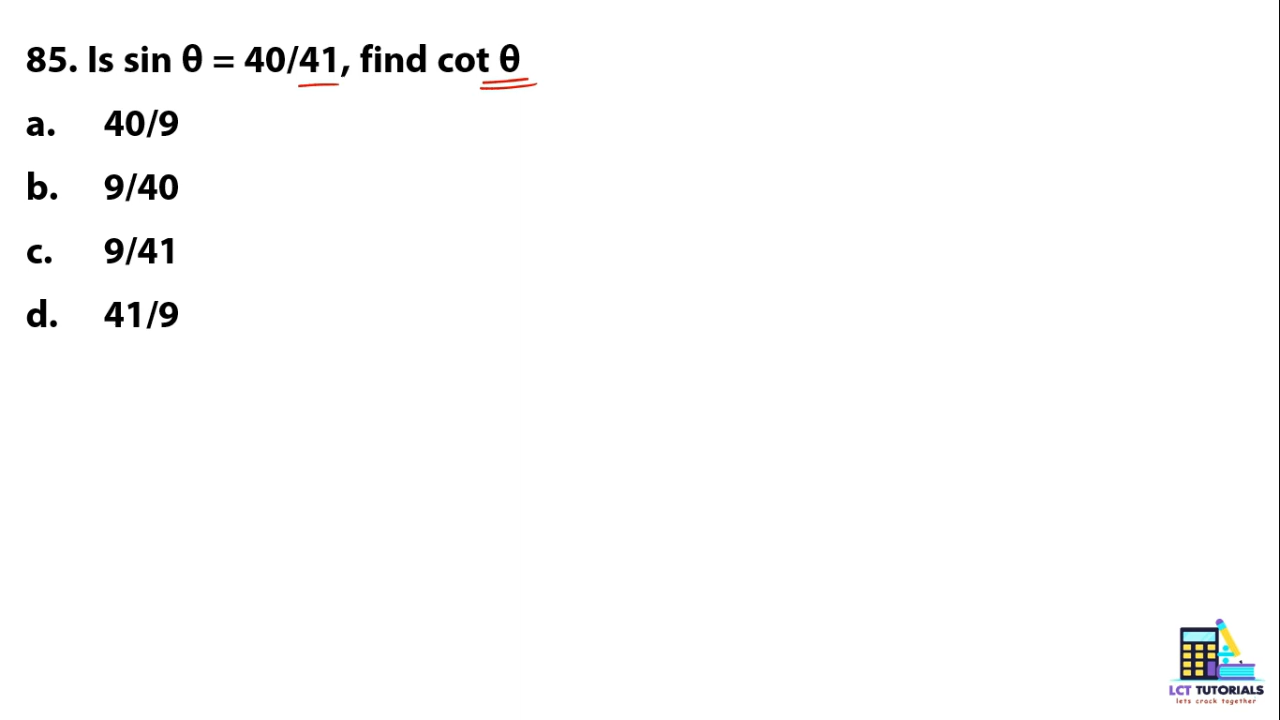 85. Is sin θ = 40/41, find cot θ
a. 40/9
b. 9/40
c. 9/41
d. 41/9
LCT TUTORIALS
lets crack together